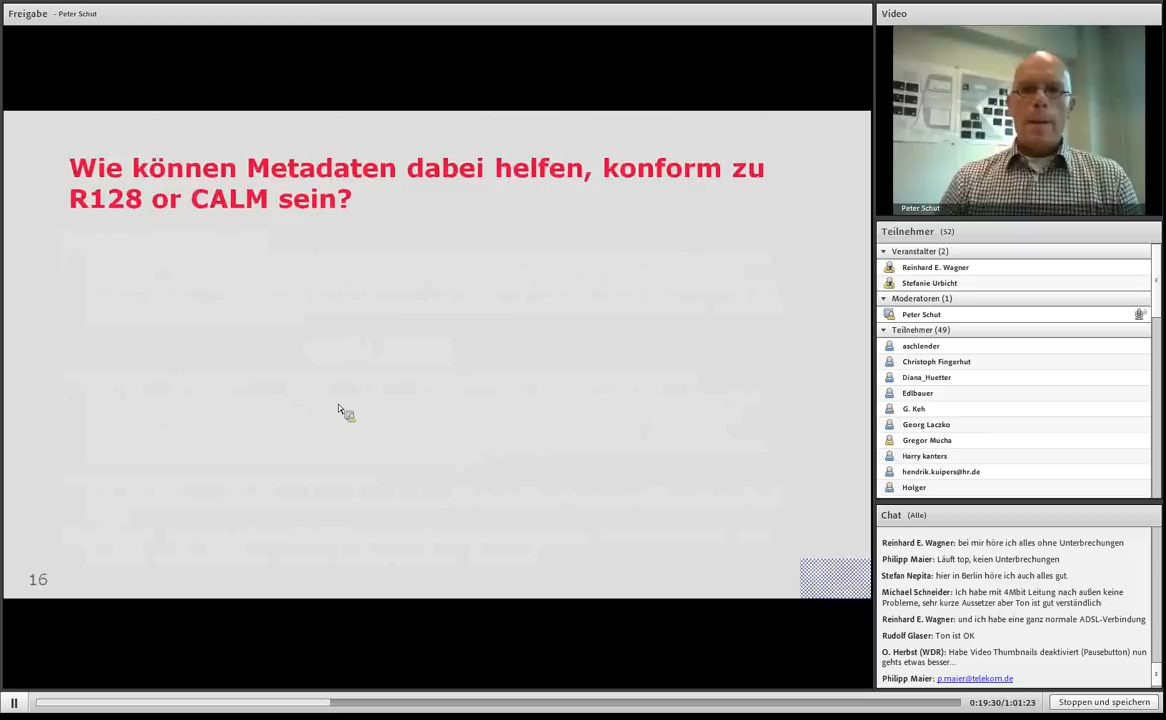 Freigabe - Peter Schut
Wie können Metadaten dabei helfen, konform zu
R128 or CALM sein?
16
Video
Peter Schut
Teilnehmer (52)
Veranstalter (2)
Reinhard E. Wagner
Stefanie Urbicht
Moderatoren (1)
Peter Schut
Teilnehmer (49)
aschlender
Christoph Fingerhut
Diana_Huetter
Edlbauer
G. Keh
Georg Laczko
Gregor Mucha
Harry kanters
hendrik.kuipers@hr.de
Holger
Chat (Alle)
Reinhard E. Wagner: bei mir höre ich alles ohne Unterbrechungen
Philipp Maier: Läuft top, keien Unterbrechungen
Stefan Nepita: hier in Berlin höre ich auch alles gut.
Michael Schneider: Ich habe mit 4Mbit Leitung nach außen keine
Probleme, sehr kurze Aussetzer aber Ton ist gut verständlich
Reinhard E. Wagner: und ich habe eine ganz normale ADSL-Verbindung
Rudolf Glaser: Ton ist OK
O. Herbst (WDR): Habe Video Thumbnails deaktiviert (Pausebutton) nun
gehts etwas besser...
Philipp Maier: p.maier@telekom.de
0:19:30/1:01:23
Stoppen und speichern